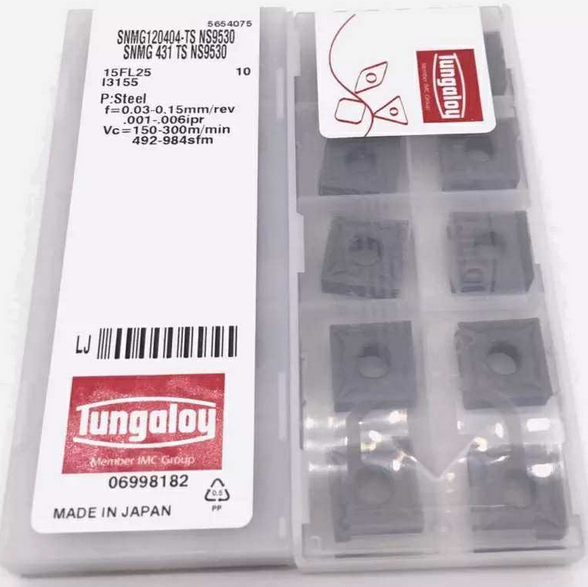 5654075
SNMG120404-TS NS9530
SNMG 431 TS NS9530
15FL25 10
I3155
P:Steel
f=0.03-0.15mm/rev
.001-.006ipr
Vc=150-300m/min
492-984sfm
LJ
Tungaloy
Member IMC Group
06998182
0.5
PP
MADE IN JAPAN
Tungaloy
Member IMC Group